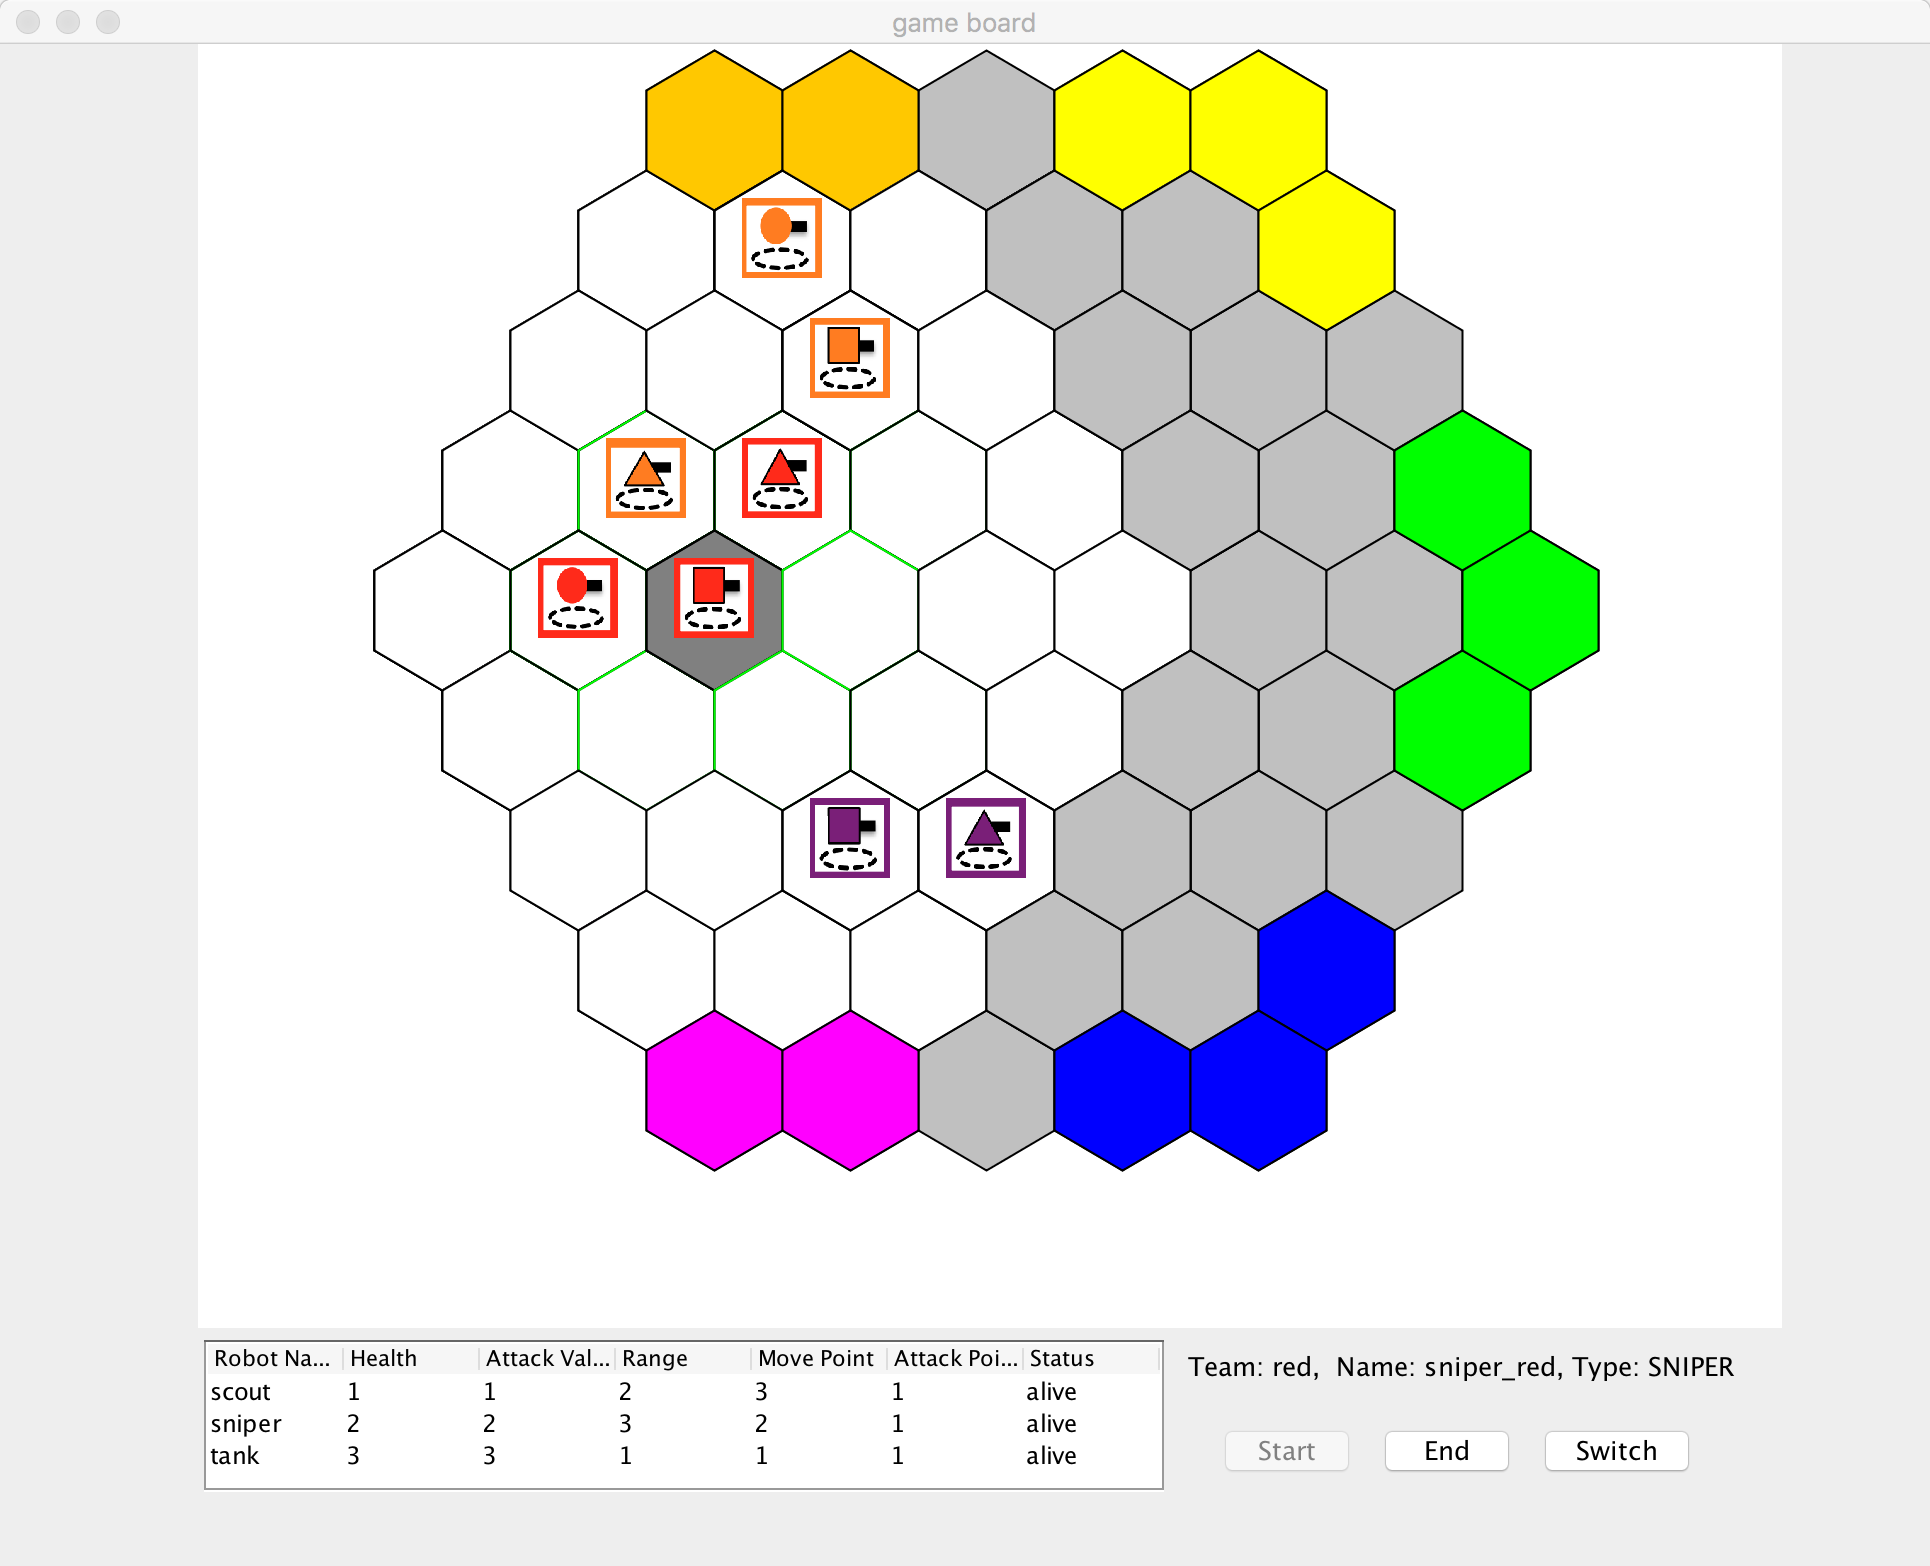 game board
Robot Na... Health Attack Val... Range Move Point Attack Poi... Status
scout 1 1 2 3 1 alive
sniper 2 2 3 2 1 alive
tank 3 3 1 1 1 alive
Team: red, Name: sniper_red, Type: SNIPER
Start End Switch